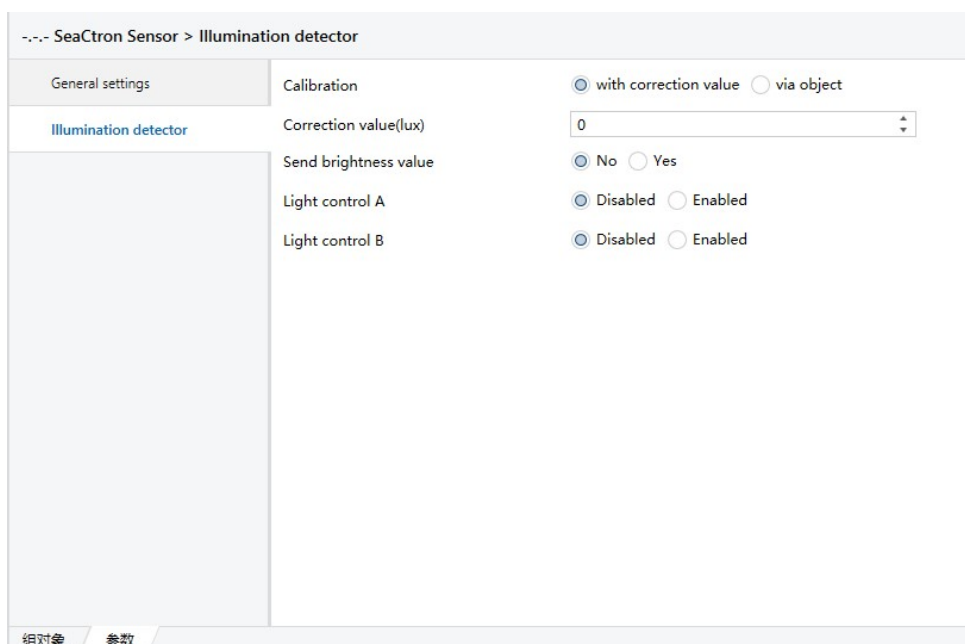 -.-.- SeaCtron Sensor > Illumination detector
General settings
Illumination detector
Calibration with correction value via object
Correction value(lux) 0
Send brightness value No Yes
Light control A Disabled Enabled
Light control B Disabled Enabled
组对象 参数